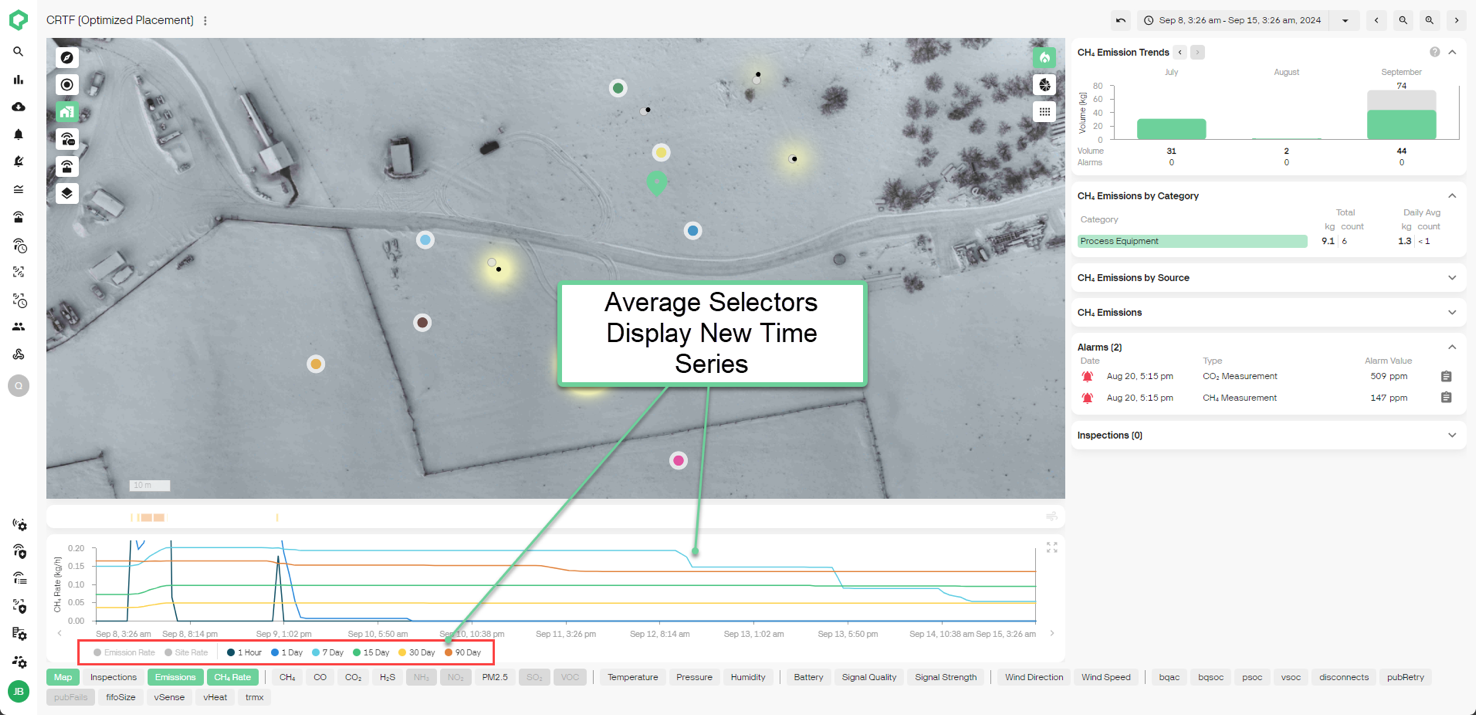 CRTF (Optimized Placement)
Sep 8, 3:26 am - Sep 15, 3:26 am, 2024
Average Selectors
Display New Time
Series
10 m
CH₄ Emission Trends
July August September
Volume (kg)
80
60
40
20
0
74
Volume 31 2 44
Alarms 0 0 0
CH₄ Emissions by Category
Total Daily Avg
Category kg count kg count
Process Equipment 9.1 6 1.3 < 1
CH₄ Emissions by Source
CH₄ Emissions
Alarms (2)
Date Type Alarm Value
Aug 20, 5:15 pm CO₂ Measurement 509 ppm
Aug 20, 5:15 pm CH₄ Measurement 147 ppm
Inspections (0)
CH₄ Rate (kg/h)
0.20
0.15
0.10
0.05
0.00
Sep 8, 3:26 am Sep 8, 8:14 pm Sep 9, 1:02 pm Sep 10, 5:50 am Sep 10, 10:38 pm Sep 11, 3:26 pm Sep 12, 8:14 am Sep 13, 1:02 am Sep 13, 5:50 pm Sep 14, 10:38 am Sep 15, 3:26 am
Emission Rate Site Rate 1 Hour 1 Day 7 Day 15 Day 30 Day 90 Day
Map Inspections Emissions CH₄ Rate CH₄ CO CO₂ H₂S NH₃ NO₂ PM2.5 SO₂ VOC Temperature Pressure Humidity Battery Signal Quality Signal Strength Wind Direction Wind Speed bqac bqsoc psoc vsoc disconnects pubRetry
pubFails fifoSize vSense vHeat trmx
Q
JB